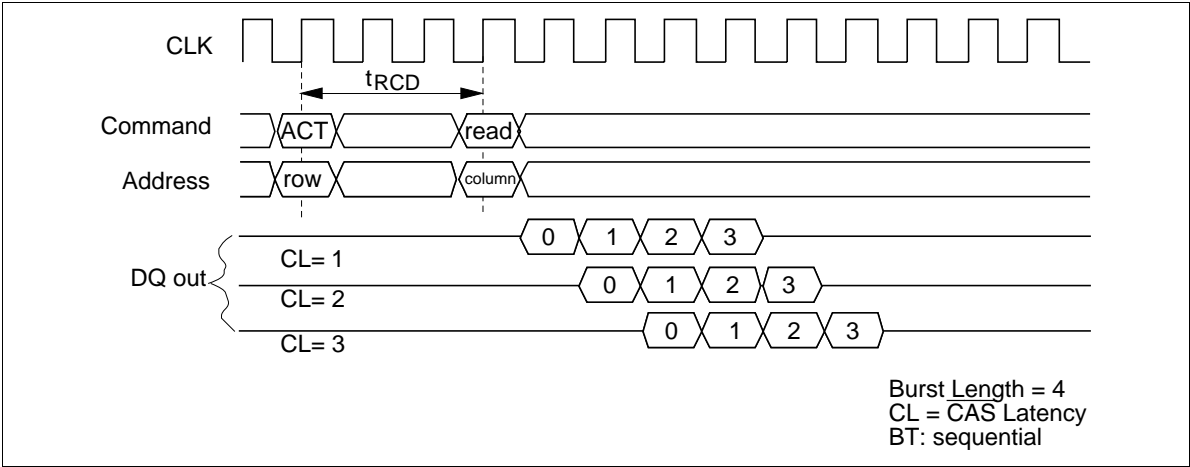 CLK
tRCD
Command ACT read
Address row column
0 1 2 3
CL= 1
DQ out
0 1 2 3
CL= 2
0 1 2 3
CL= 3
Burst Length = 4
CL = CAS Latency
BT: sequential